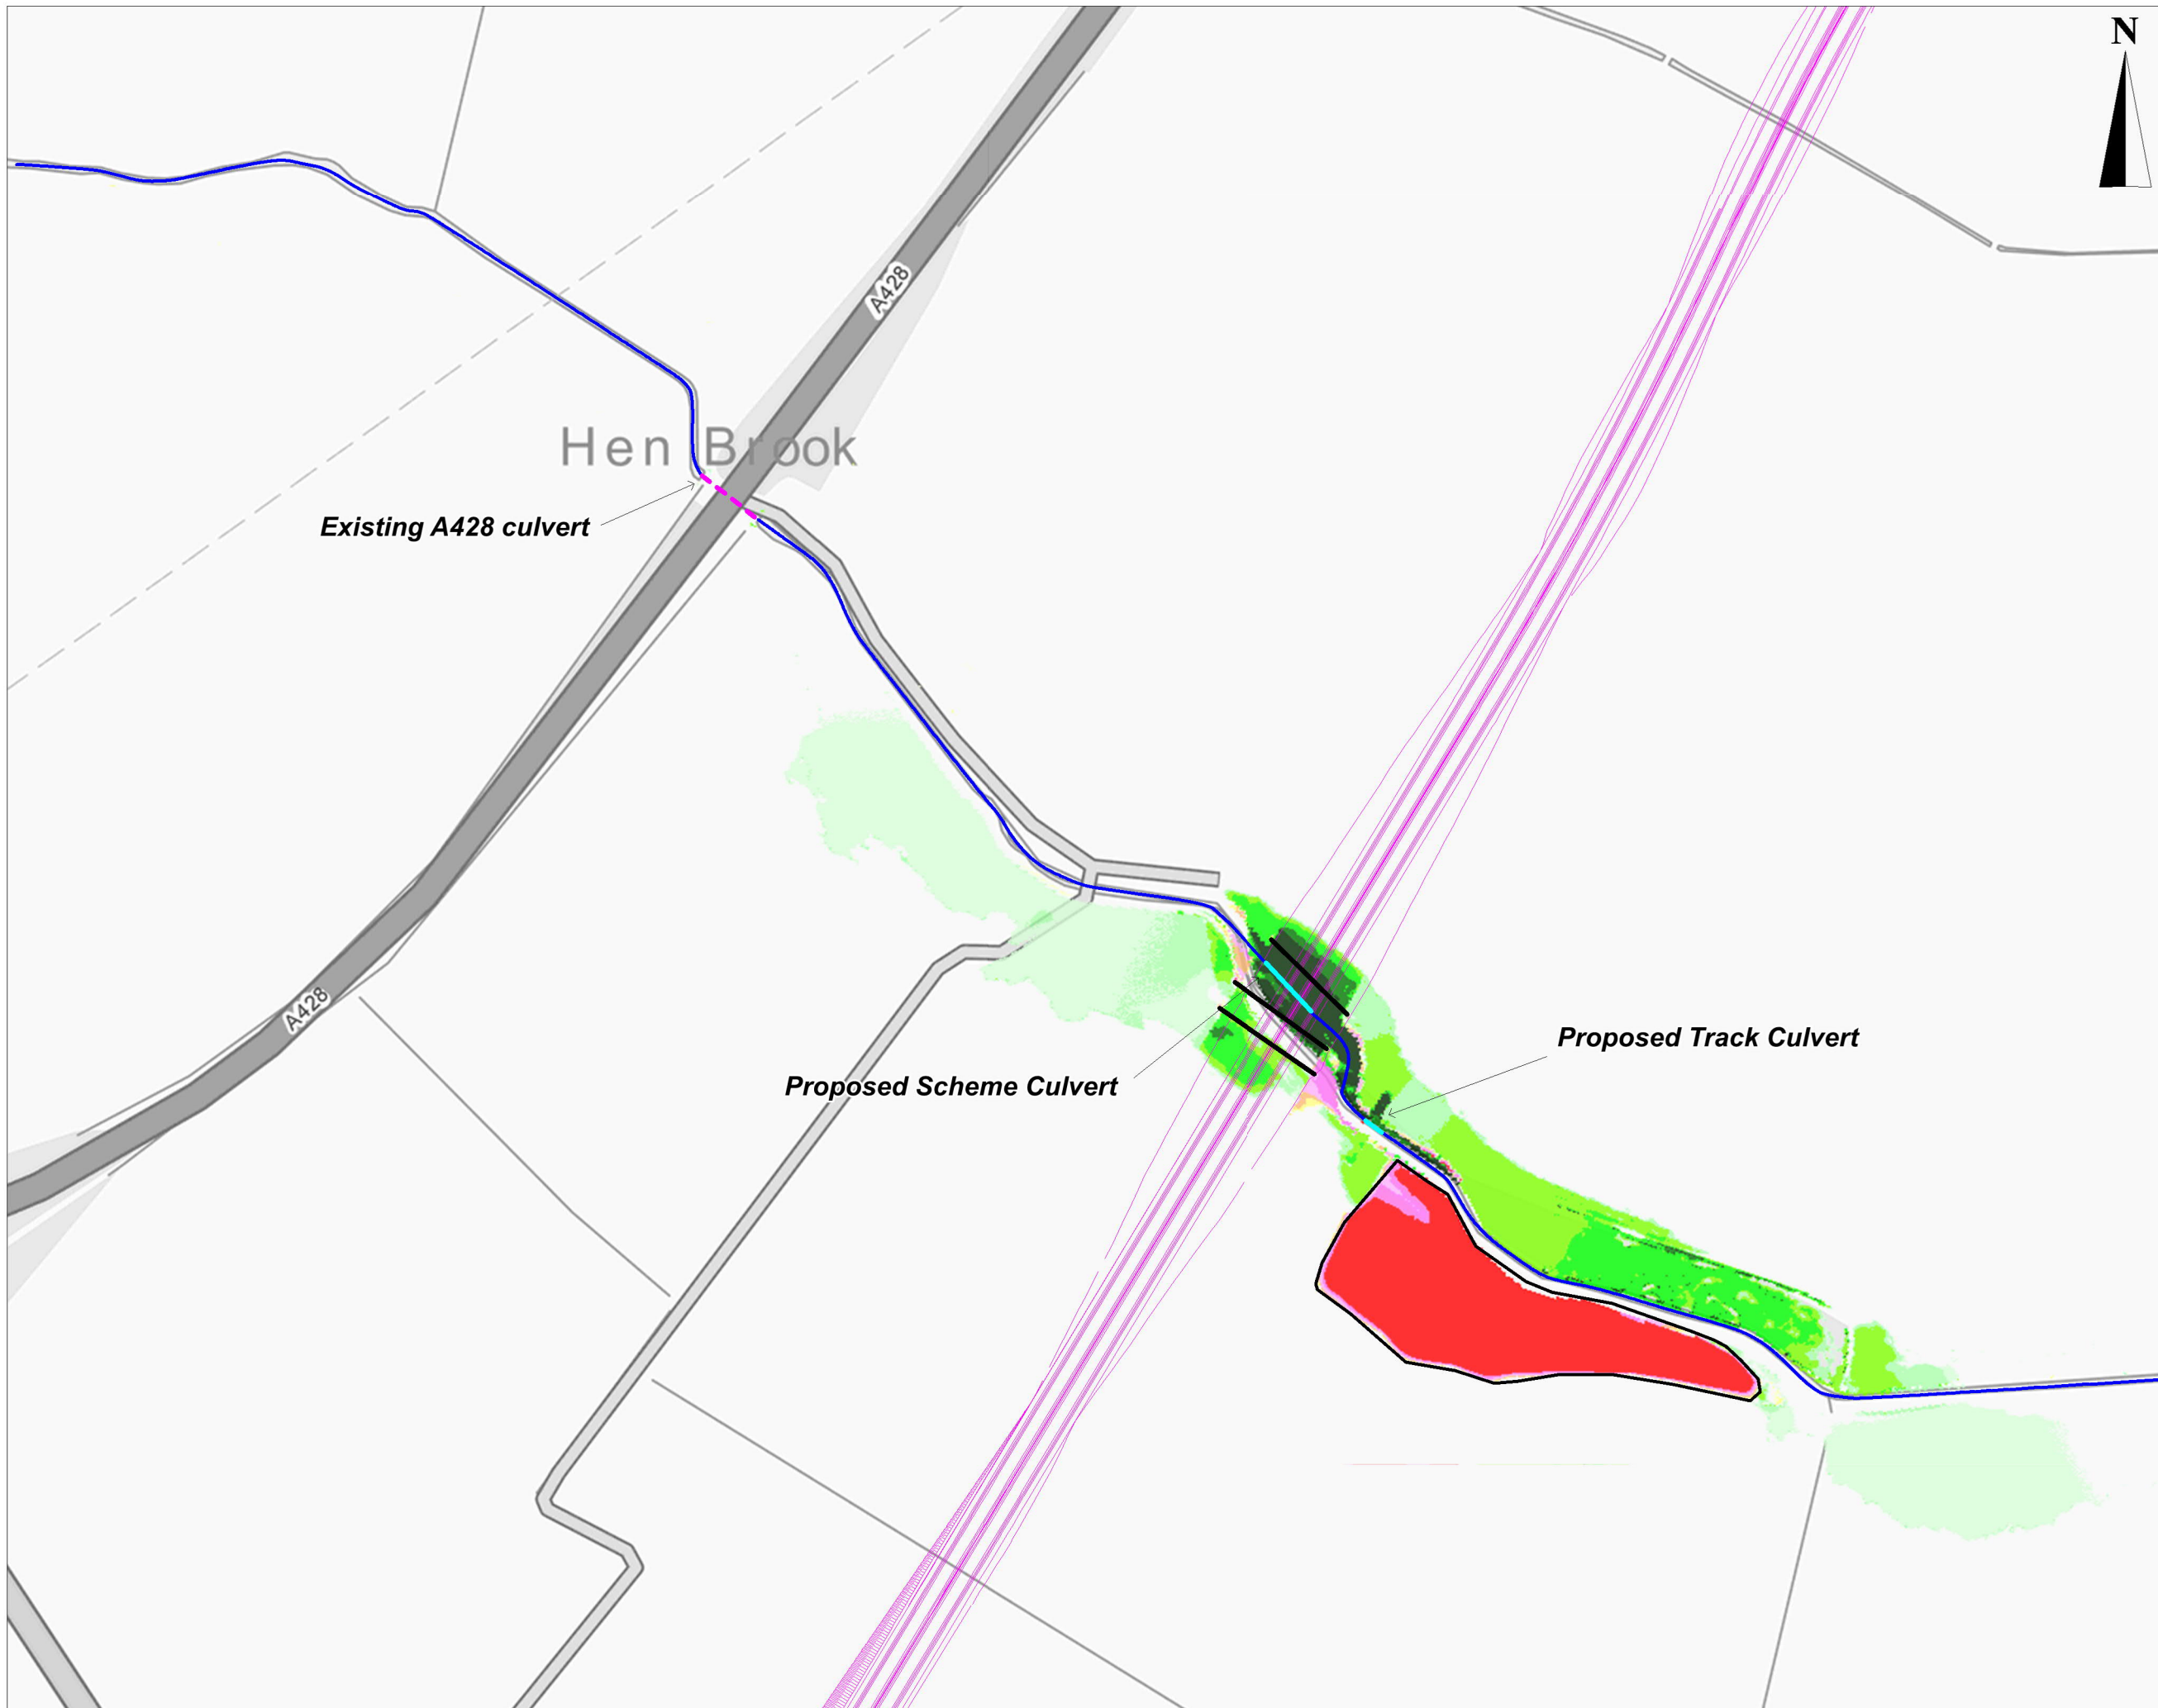 N
A428
Hen Brook
Existing A428 culvert
A428
Proposed Track Culvert
Proposed Scheme Culvert